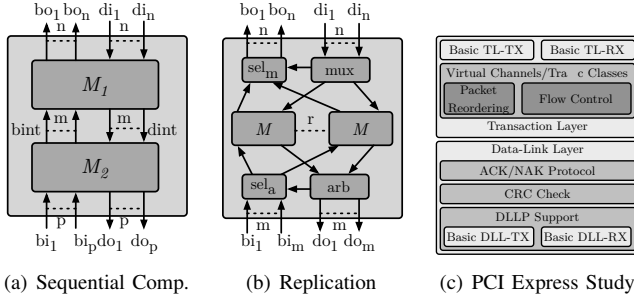 bo1 bon di1 din
n n
M1
bint m m dint
M2
p p
bi1 bip do1 dop
(a) Sequential Comp.
bo1 bon di1 din
n n
selm mux
M r M
sela arb
m m
bi1 bim do1 dom
(b) Replication
Basic TL-TX Basic TL-RX
Virtual Channels/Tra c Classes
Packet Reordering Flow Control
Transaction Layer
Data-Link Layer
ACK/NAK Protocol
CRC Check
DLLP Support
Basic DLL-TX Basic DLL-RX
(c) PCI Express Study